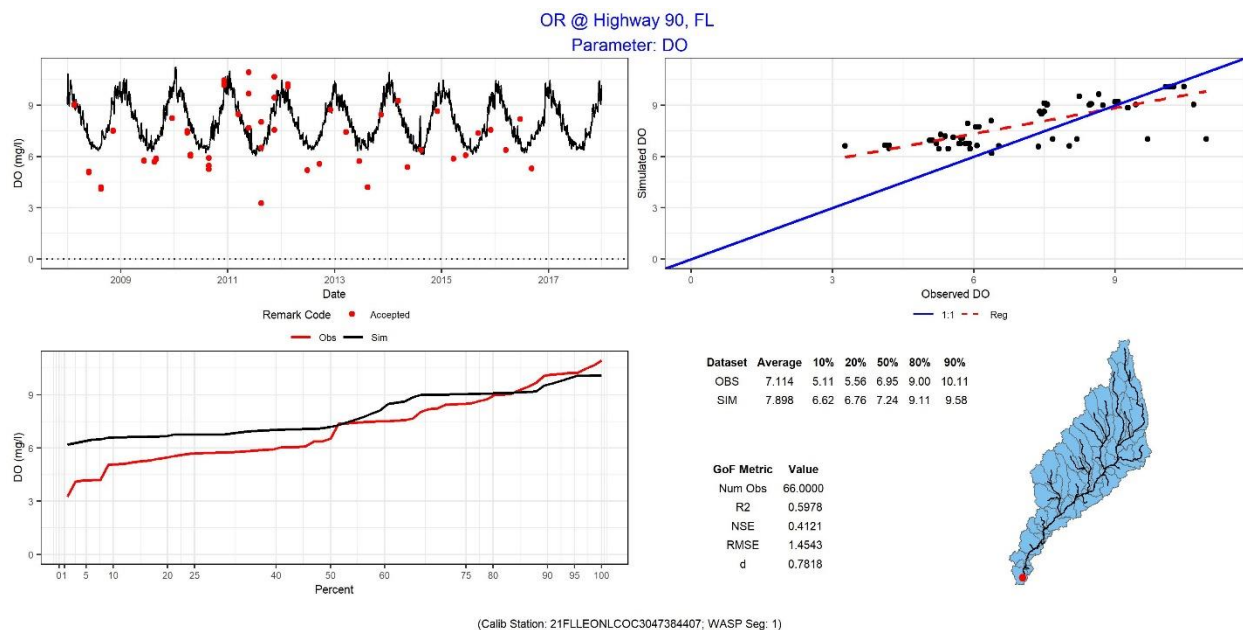 OR @ Highway 90, FL
Parameter: DO
9
6
3
0
DO (mg/l)
2009 2011 2013 2015 2017
Date
Remark Code Accepted
9
6
3
0
Simulated DO
0 3 6 9
Observed DO
1:1 Reg
Obs Sim
9
6
3
0
DO (mg/l)
0 1 5 10 20 25 40 50 60 75 80 90 95 100
Percent
Dataset Average 10% 20% 50% 80% 90%
OBS 7.114 5.11 5.56 6.95 9.00 10.11
SIM 7.898 6.62 6.76 7.24 9.11 9.58
GoF Metric Value
Num Obs 66.0000
R2 0.5978
NSE 0.4121
RMSE 1.4543
d 0.7818
(Calib Station: 21FLLEONLCOC3047384407; WASP Seg: 1)